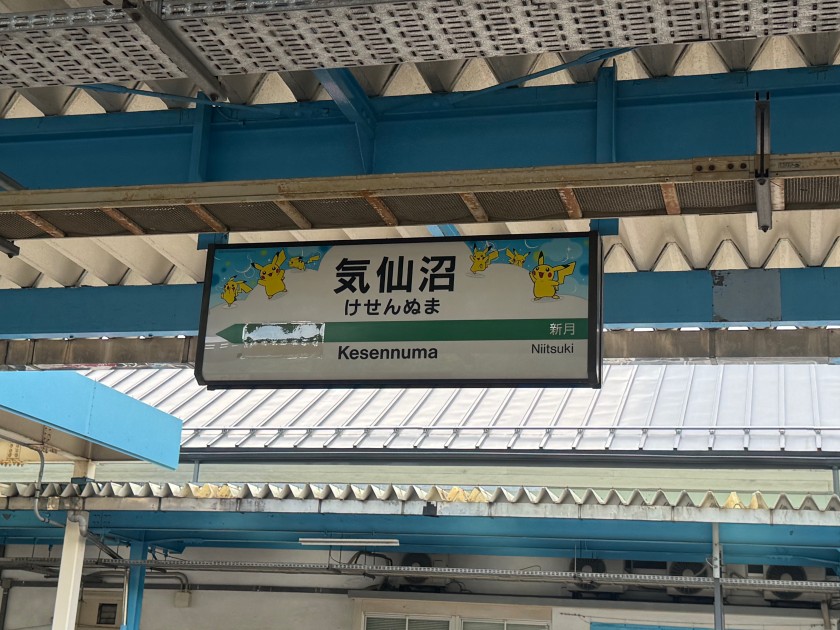 気仙沼
けせんぬま
新月
Kesennuma
Niitsuki